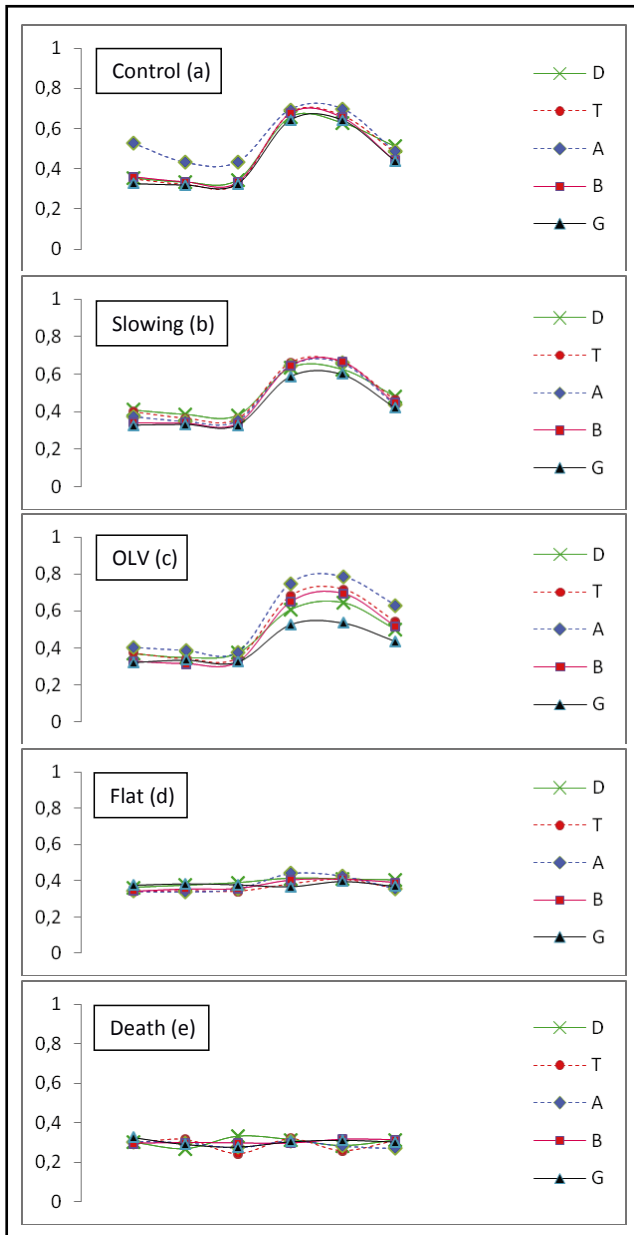 1
Control (a)
D
0,8
T
0,6
A
0,4
B
0,2
G
0
1
Slowing (b)
D
0,8
T
0,6
A
0,4
B
0,2
G
0
1
OLV (c)
D
0,8
T
0,6
A
0,4
B
0,2
G
0
1
Flat (d)
D
0,8
T
0,6
A
0,4
B
0,2
G
0
1
Death (e)
D
0,8
T
0,6
A
0,4
B
0,2
G
0